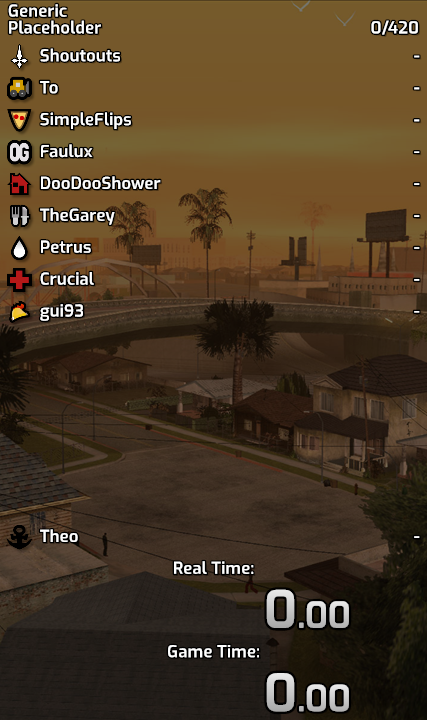 Generic
Placeholder 0/420
Shoutouts -
To -
SimpleFlips -
OG Faulux -
DooDooShower -
TheGarey -
Petrus -
Crucial -
gui93 -
Theo -
Real Time:
0.00
Game Time:
0.00